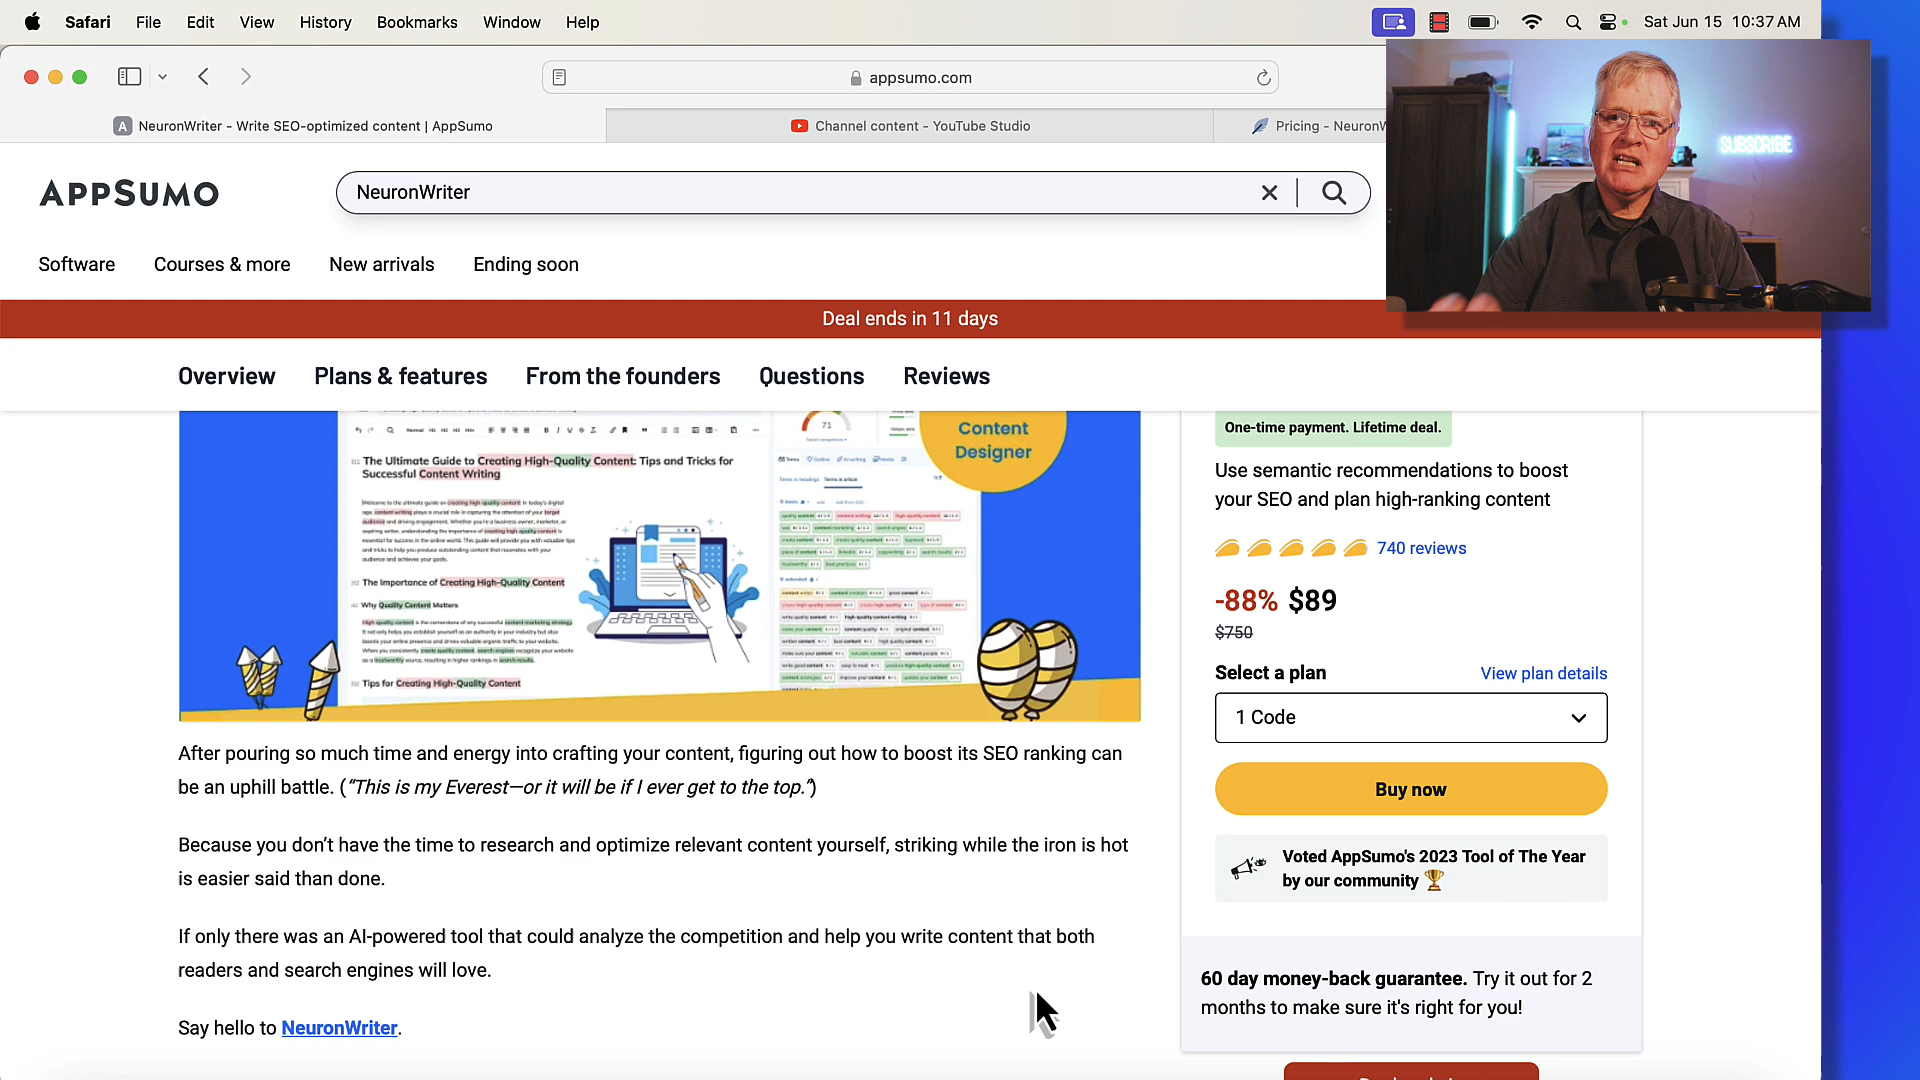 Safari File Edit View History Bookmarks Window Help Sat Jun 15 10:37 AM
appsumo.com
A NeuronWriter - Write SEO-optimized content | AppSumo
Channel content - YouTube Studio
Pricing - NeuronW
SUBSCRIBE
APPSUMO
NeuronWriter
Software Courses & more New arrivals Ending soon
Deal ends in 11 days
Overview Plans & features From the founders Questions Reviews
71
Content
Designer
The Ultimate Guide to Creating High-Quality Content: Tips and Tricks for
Successful Content Writing
The Importance of Creating High-Quality Content
Why Quality Content Matters
Tips for Creating High-Quality Content
After pouring so much time and energy into crafting your content, figuring out how to boost its SEO ranking can
be an uphill battle. (“This is my Everest—or it will be if I ever get to the top.”)
Because you don’t have the time to research and optimize relevant content yourself, striking while the iron is hot
is easier said than done.
If only there was an AI-powered tool that could analyze the competition and help you write content that both
readers and search engines will love.
Say hello to NeuronWriter.
One-time payment. Lifetime deal.
Use semantic recommendations to boost
your SEO and plan high-ranking content
740 reviews
-88% $89
$750
Select a plan View plan details
1 Code
Buy now
Voted AppSumo's 2023 Tool of The Year
by our community
60 day money-back guarantee. Try it out for 2
months to make sure it's right for you!